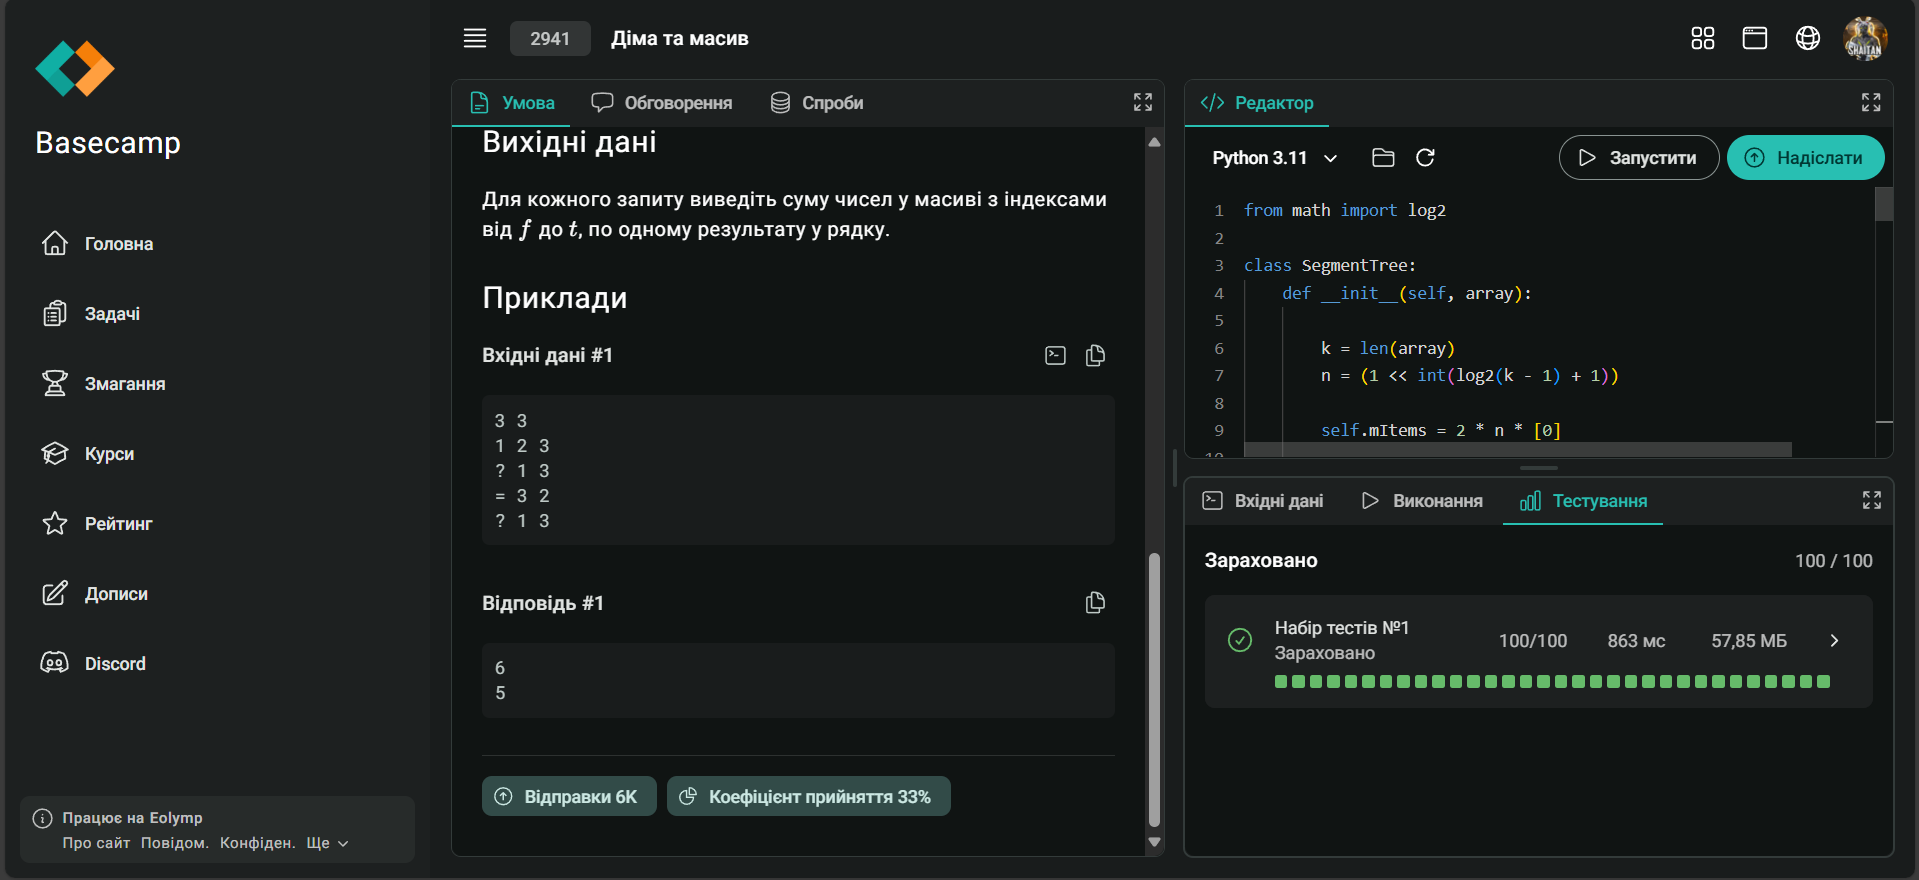 Basecamp
Головна
Задачі
Змагання
Курси
Рейтинг
Дописи
Discord
Працює на Eolymp
Про сайт Повідом. Конфіден. Ще
2941 Діма та масив
Умова Обговорення Спроби
Вихідні дані
Для кожного запиту виведіть суму чисел у масиві з індексами
від f до t, по одному результату у рядку.
Приклади
Вхідні дані #1
3 3
1 2 3
? 1 3
= 3 2
? 1 3
Відповідь #1
6
5
Відправки 6K Коефіцієнт прийняття 33%
SHAITAN
Редактор
Python 3.11 Запустити Надіслати
1 from math import log2
2
3 class SegmentTree:
4 def __init__(self, array):
5
6 k = len(array)
7 n = (1 << int(log2(k - 1) + 1))
8
9 self.mItems = 2 * n * [0]
10
Вхідні дані Виконання Тестування
Зараховано 100 / 100
Набір тестів №1 100/100 863 мс 57,85 МБ
Зараховано